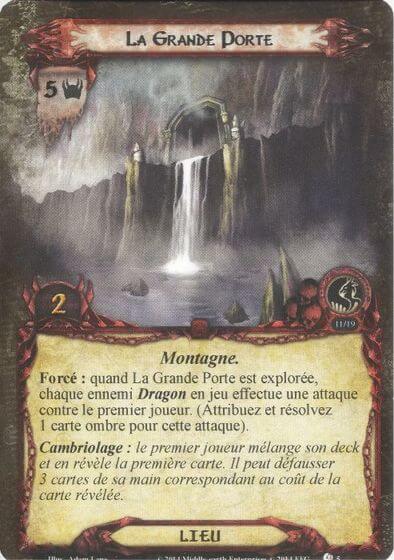 LA GRANDE PORTE
5
2
11/19
Montagne.
Forcé : quand La Grande Porte est explorée,
chaque ennemi Dragon en jeu effectue une attaque
contre le premier joueur. (Attribuez et résolvez
1 carte ombre pour cette attaque).
Cambriolage : le premier joueur mélange son deck
et en révèle la première carte. Il peut défausser
3 cartes de sa main correspondant au coût de la
carte révélée.
LIEU